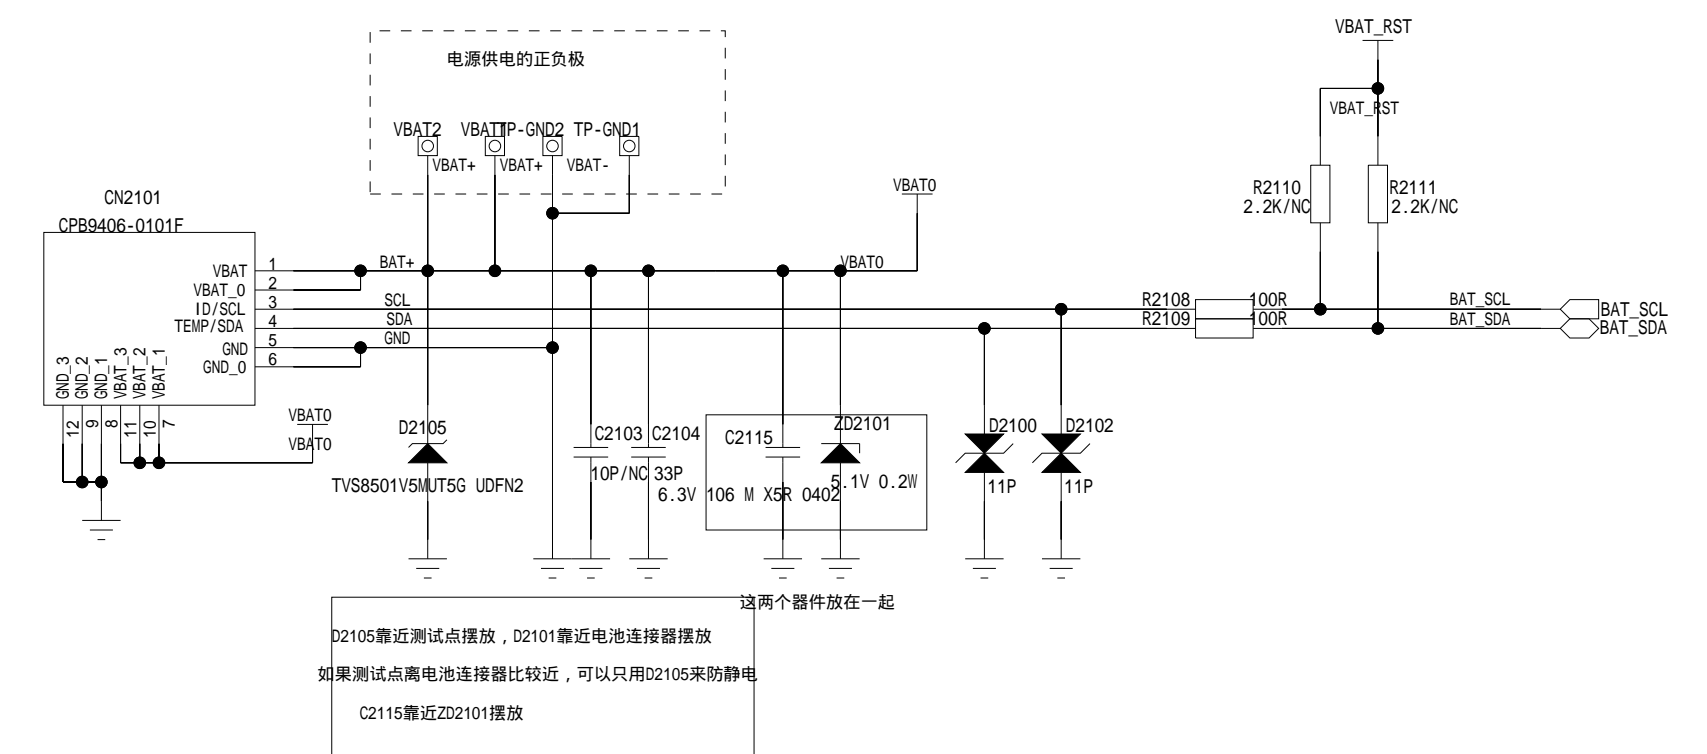 VBAT_RST
电源供电的正负极
VBAT_RST
VBAT2 VBAT1 TP-GND2 TP-GND1
VBAT+ VBAT+ VBAT-
VBATO
R2110
2.2K/NC
R2111
2.2K/NC
CN2101
CPB9406-0101F
VBAT 1 BAT+ VBATO
VBAT_O 2
ID/SCL 3 SCL R2108 100R BAT_SCL BAT_SCL
TEMP/SDA 4 SDA R2109 100R BAT_SDA BAT_SDA
GND 5 GND
GND_O 6
GND_3 GND_2 GND_1 VBAT_3 VBAT_2 VBAT_1
12 9 8 11 10 7
VBATO
VBATO
D2105
TVS8501V5MUT5G UDFN2
C2103
10P/NC
C2104
33P
C2115
6.3V 106 M X5R 0402
ZD2101
5.1V 0.2W
D2100
11P
D2102
11P
这两个器件放在一起
D2105靠近测试点摆放，D2101靠近电池连接器摆放
如果测试点离电池连接器比较近，可以只用D2105来防静电
C2115靠近ZD2101摆放